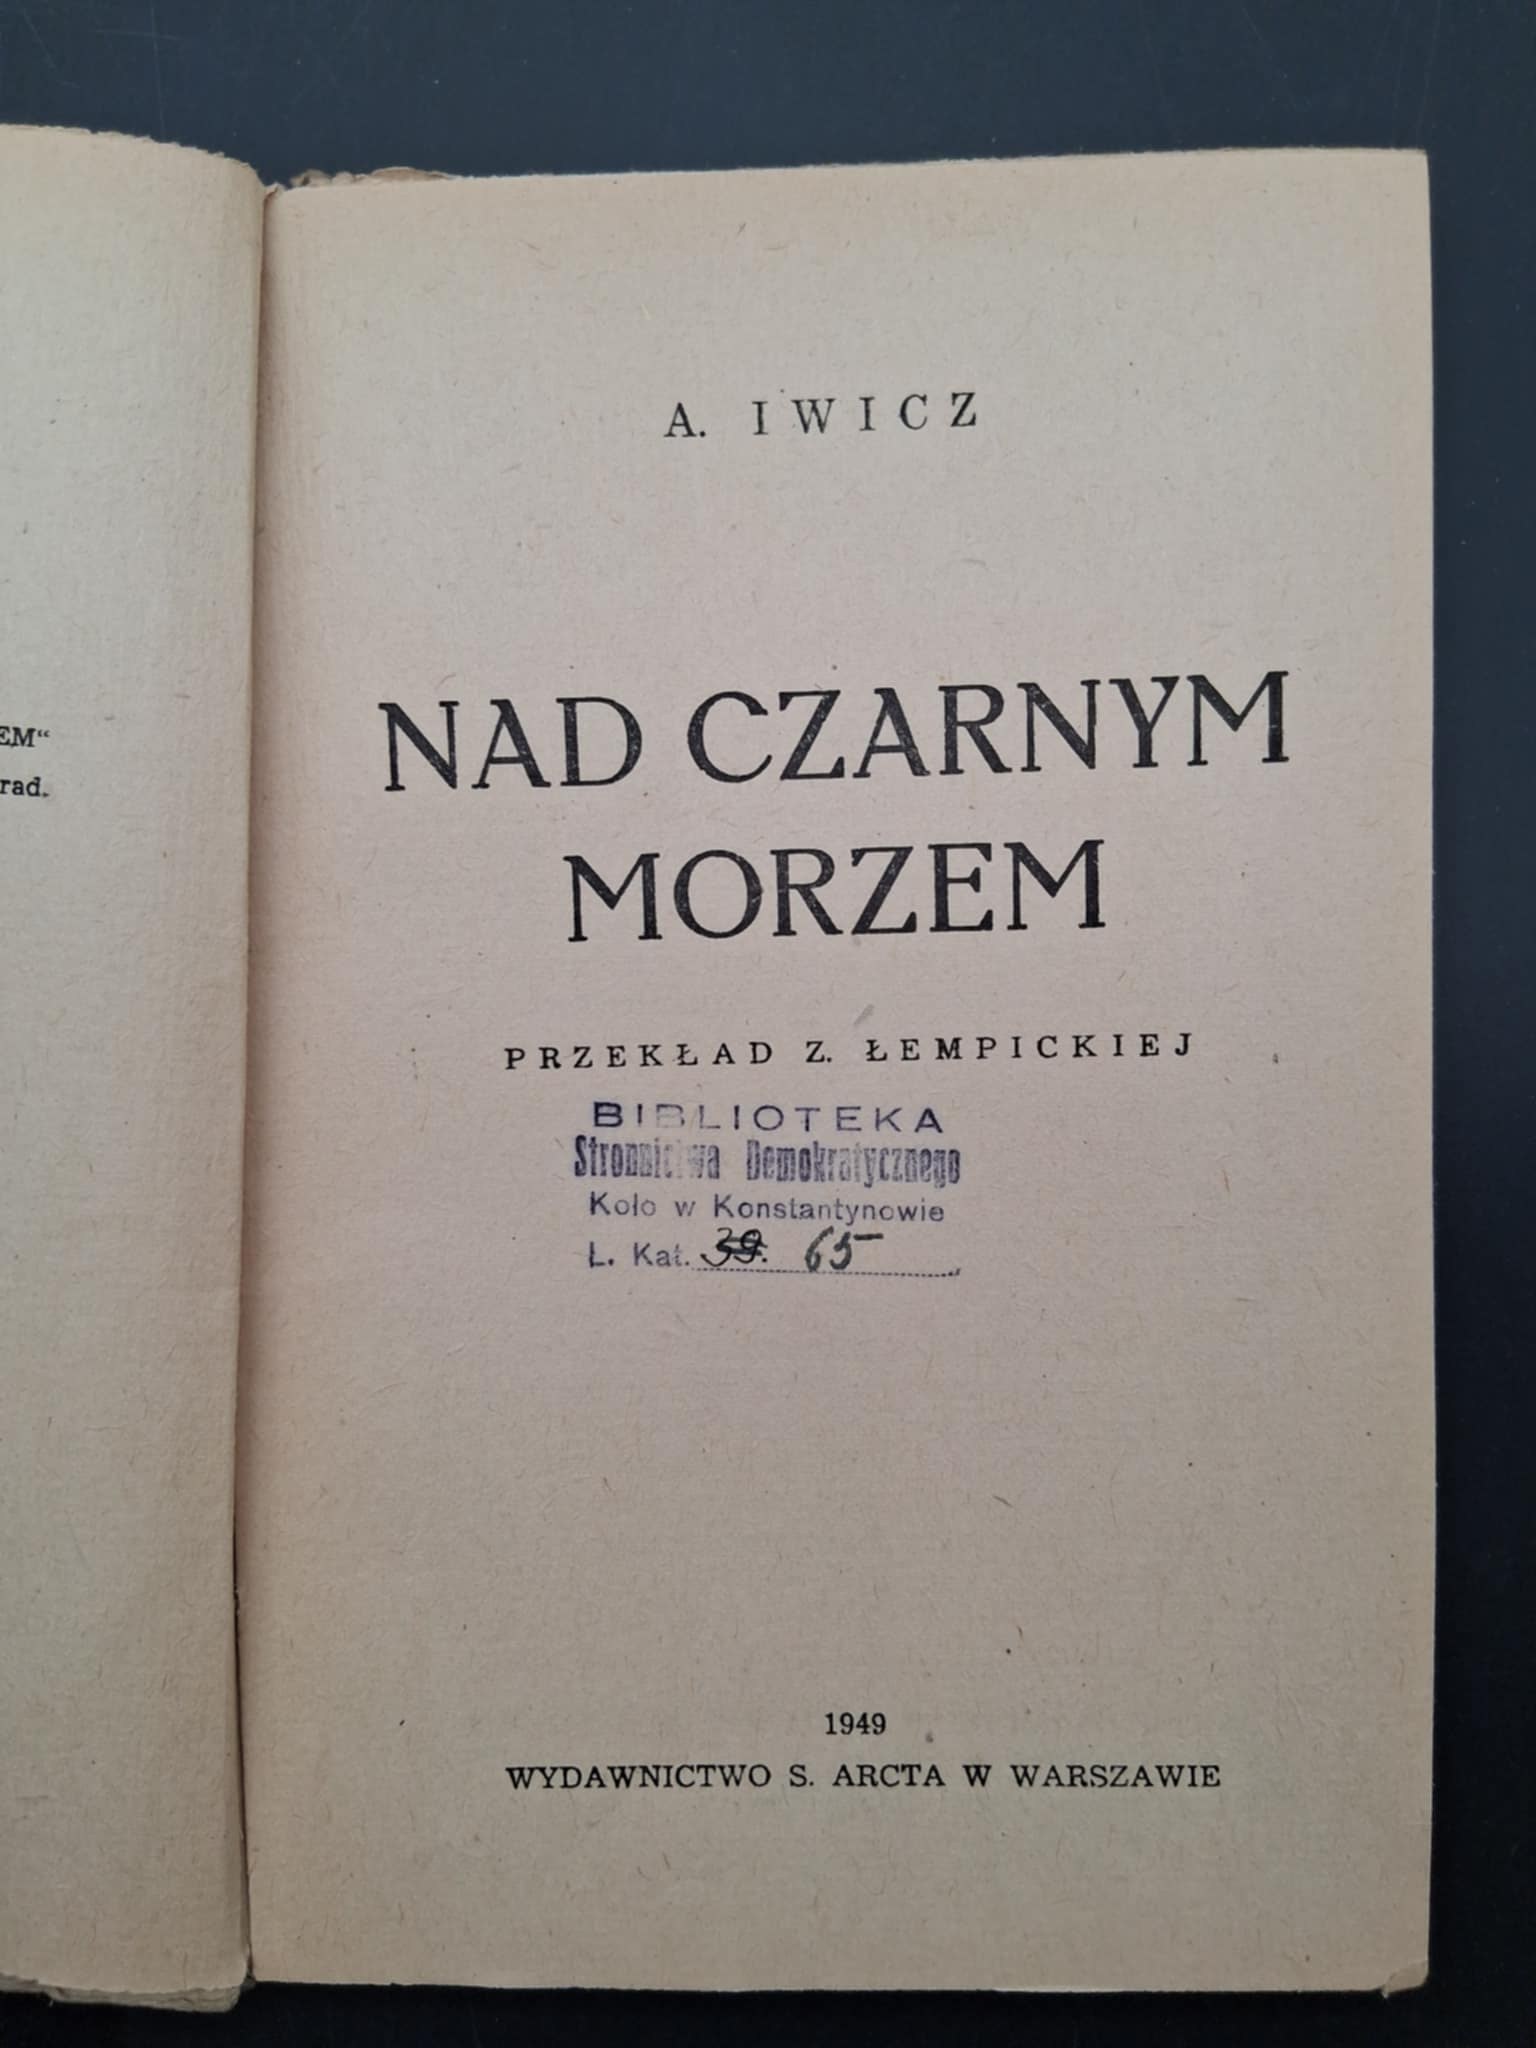 EM“
rad.
A. IWICZ
NAD CZARNYM
MORZEM
PRZEKŁAD Z. ŁEMPICKIEJ
BIBLIOTEKA
Stronnictwa Demokratycznego
Koło w Konstantynowie
L. Kat. 39. 65
1949
WYDAWNICTWO S. ARCTA W WARSZAWIE